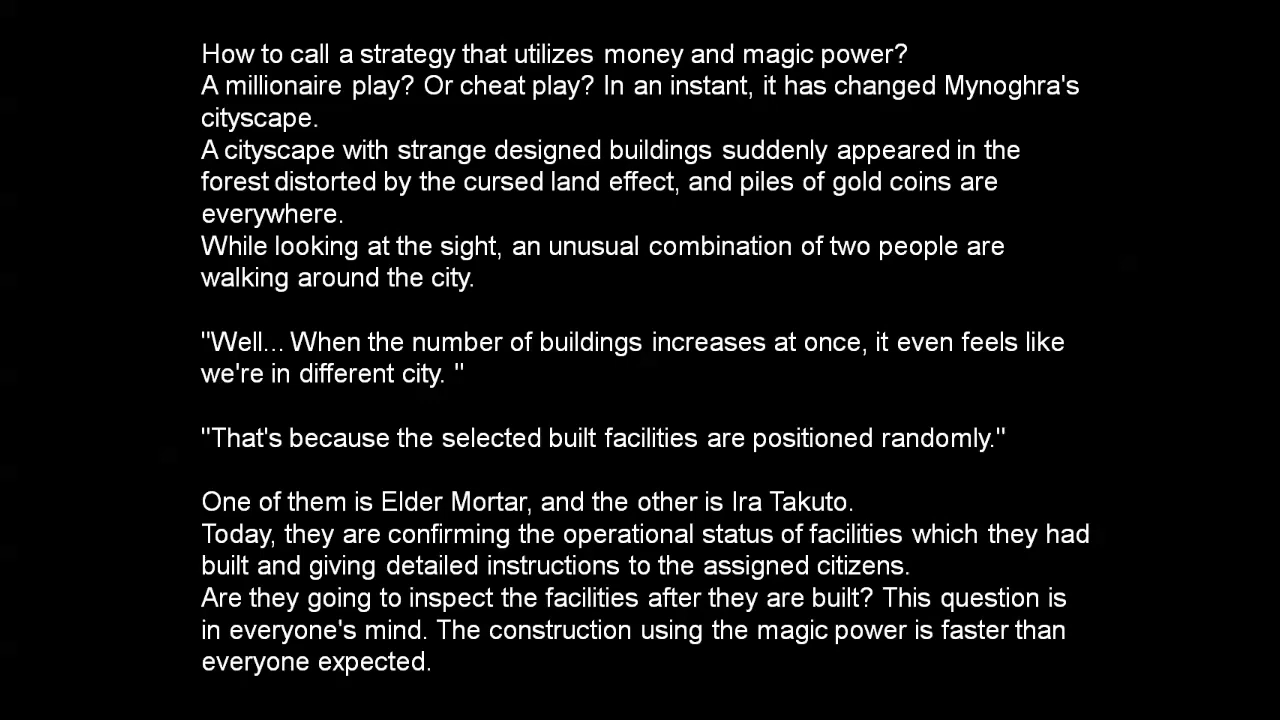 How to call a strategy that utilizes money and magic power?
A millionaire play? Or cheat play? In an instant, it has changed Mynoghra's
cityscape.
A cityscape with strange designed buildings suddenly appeared in the
forest distorted by the cursed land effect, and piles of gold coins are
everywhere.
While looking at the sight, an unusual combination of two people are
walking around the city.
"Well... When the number of buildings increases at once, it even feels like
we're in different city. "
"That's because the selected built facilities are positioned randomly."
One of them is Elder Mortar, and the other is Ira Takuto.
Today, they are confirming the operational status of facilities which they had
built and giving detailed instructions to the assigned citizens.
Are they going to inspect the facilities after they are built? This question is
in everyone's mind. The construction using the magic power is faster than
everyone expected.